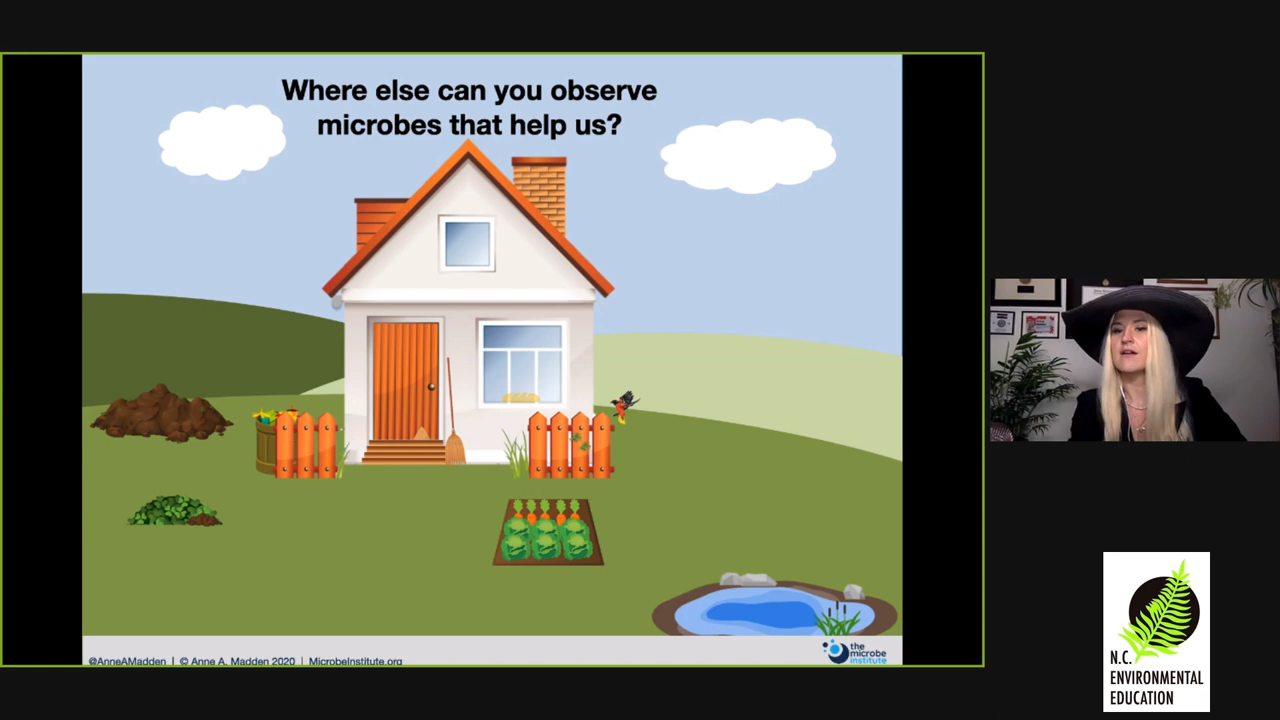 Where else can you observe
microbes that help us?
@AnneAMadden | © Anne A. Madden 2020 | MicrobeInstitute.org
the
microbe
institute
N.C.
ENVIRONMENTAL
EDUCATION